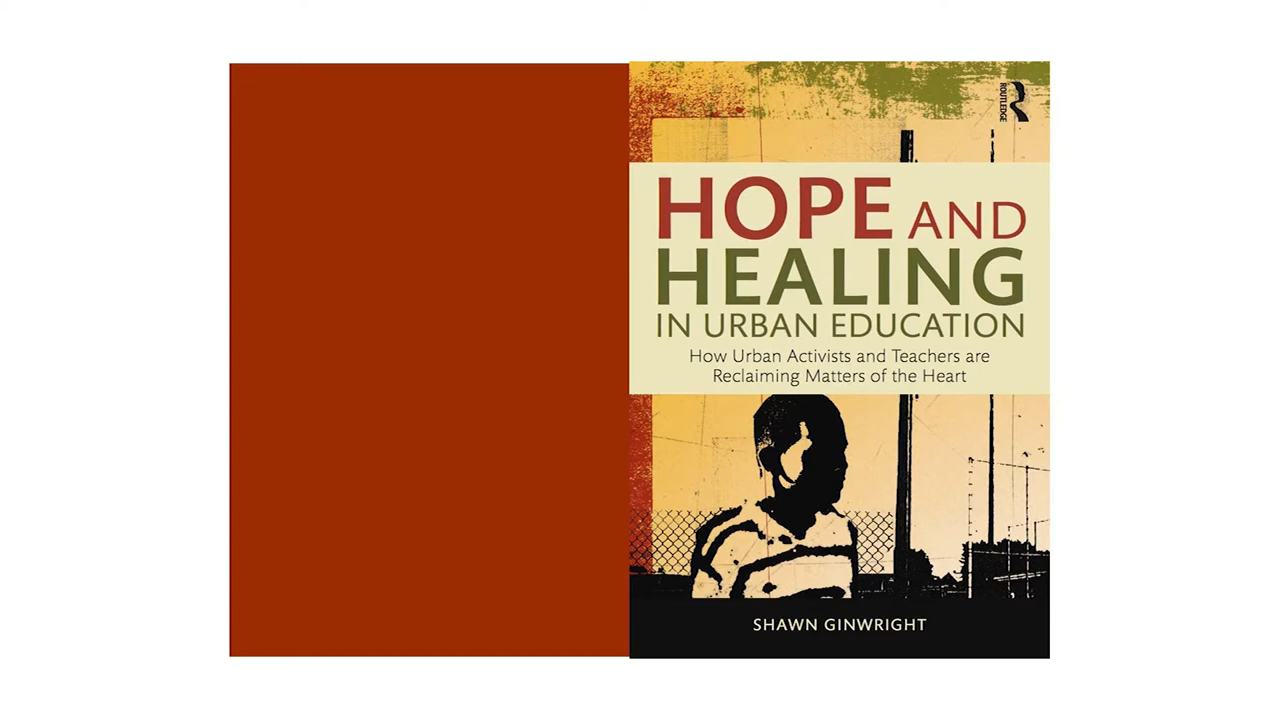 ROUTLEDGE
HOPE AND
HEALING
IN URBAN EDUCATION
How Urban Activists and Teachers are
Reclaiming Matters of the Heart
SHAWN GINWRIGHT